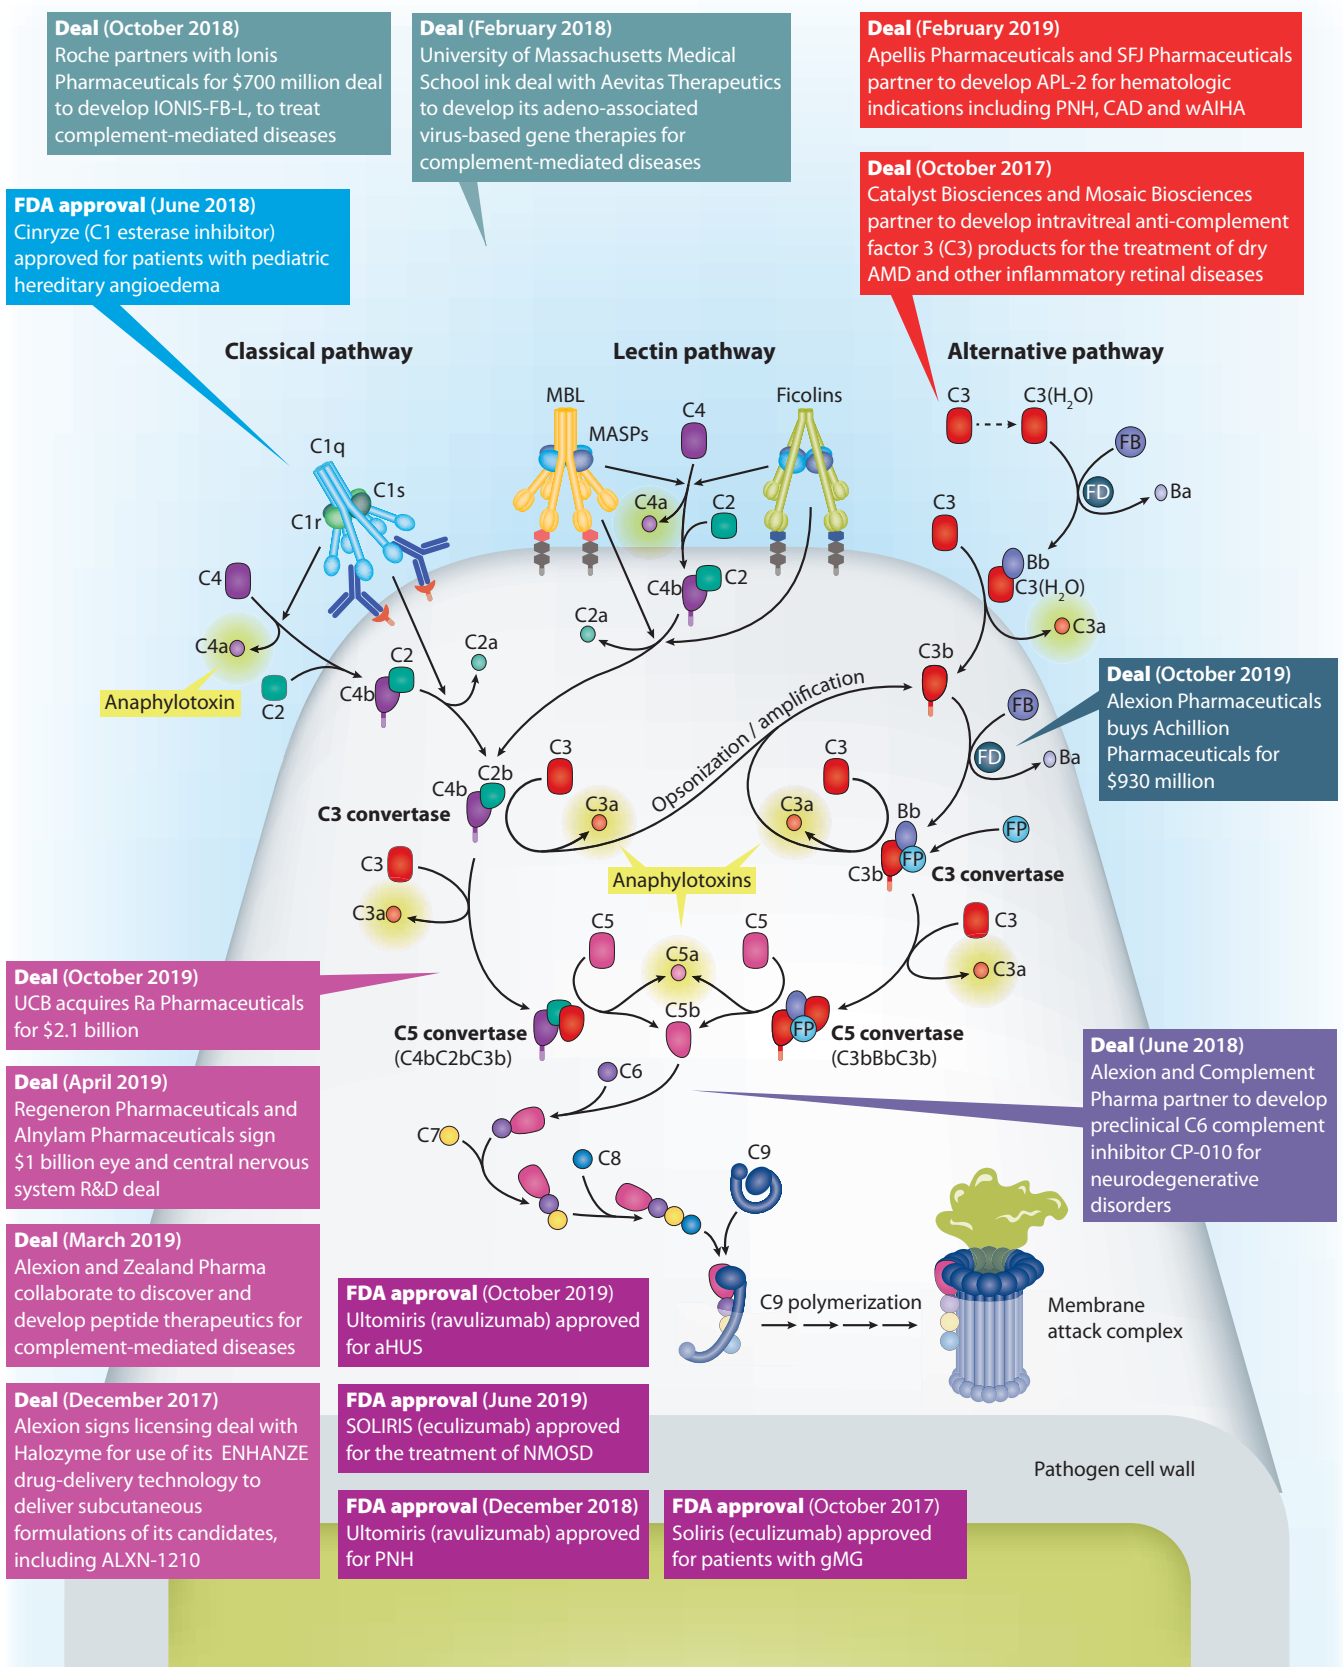 Deal (October 2018)
Roche partners with Ionis
Pharmaceuticals for $700 million deal
to develop IONIS-FB-L, to treat
complement-mediated diseases
Deal (February 2018)
University of Massachusetts Medical
School ink deal with Aevitas Therapeutics
to develop its adeno-associated
virus-based gene therapies for
complement-mediated diseases
Deal (February 2019)
Apellis Pharmaceuticals and SFJ Pharmaceuticals
partner to develop APL-2 for hematologic
indications including PNH, CAD and wAIHA
Deal (October 2017)
Catalyst Biosciences and Mosaic Biosciences
partner to develop intravitreal anti-complement
factor 3 (C3) products for the treatment of dry
AMD and other inflammatory retinal diseases
FDA approval (June 2018)
Cinryze (C1 esterase inhibitor)
approved for patients with pediatric
hereditary angioedema
Classical pathway
Lectin pathway
Alternative pathway
C1q
C1s
C1r
C4
C4a
Anaphylotoxin
C2
C4b
C2
C2a
MBL
MASPs
C4
Ficolins
C4a
C2
C4b
C2
C2a
C3
C3(H2O)
FB
FD
Ba
C3
Bb
C3(H2O)
C3a
C3b
FB
FD
Ba
Deal (October 2019)
Alexion Pharmaceuticals
buys Achillion
Pharmaceuticals for
$930 million
Opsonization / amplification
C4b
C2b
C3 convertase
C3
C3a
C3
C3a
Bb
FP
C3b
FP
C3 convertase
Anaphylotoxins
C3
C3a
C5
C5a
C5
C5b
C3
C3a
C5 convertase
(C4bC2bC3b)
FP
C5 convertase
(C3bBbC3b)
Deal (October 2019)
UCB acquires Ra Pharmaceuticals
for $2.1 billion
Deal (April 2019)
Regeneron Pharmaceuticals and
Alnylam Pharmaceuticals sign
$1 billion eye and central nervous
system R&D deal
Deal (March 2019)
Alexion and Zealand Pharma
collaborate to discover and
develop peptide therapeutics for
complement-mediated diseases
Deal (December 2017)
Alexion signs licensing deal with
Halozyme for use of its ENHANZE
drug-delivery technology to
deliver subcutaneous
formulations of its candidates,
including ALXN-1210
Deal (June 2018)
Alexion and Complement
Pharma partner to develop
preclinical C6 complement
inhibitor CP-010 for
neurodegenerative
disorders
C6
C7
C8
C9
C9 polymerization
Membrane
attack complex
FDA approval (October 2019)
Ultomiris (ravulizumab) approved
for aHUS
FDA approval (June 2019)
SOLIRIS (eculizumab) approved
for the treatment of NMOSD
FDA approval (December 2018)
Ultomiris (ravulizumab) approved
for PNH
FDA approval (October 2017)
Soliris (eculizumab) approved
for patients with gMG
Pathogen cell wall